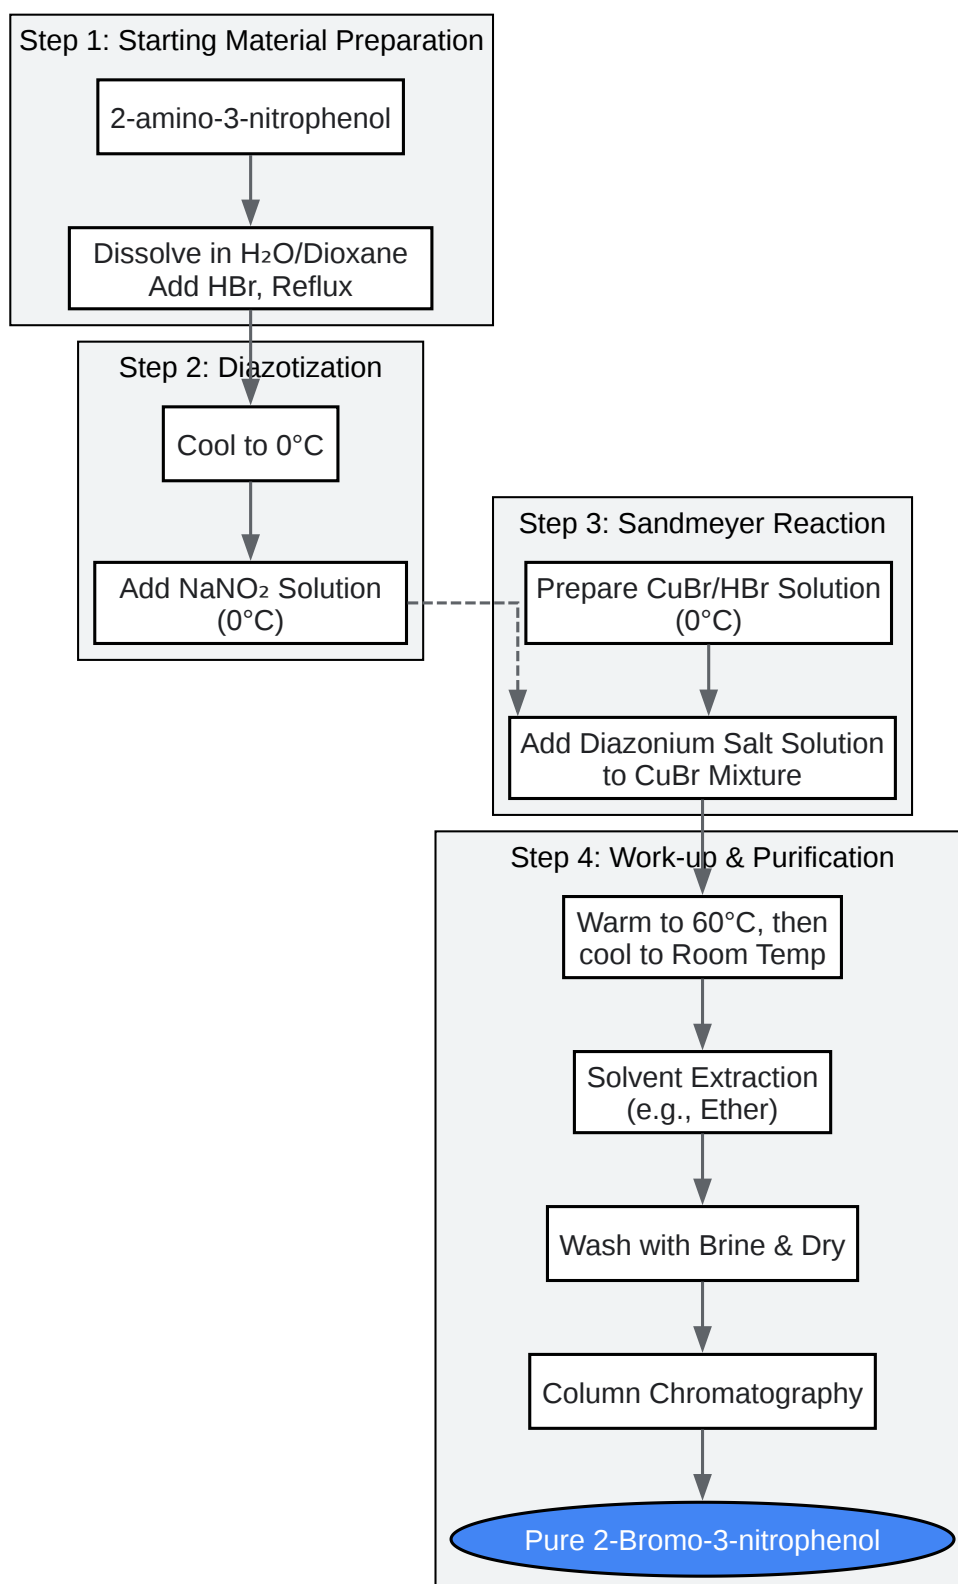 Step 1: Starting Material Preparation
2-amino-3-nitrophenol
Dissolve in H₂O/Dioxane
Add HBr, Reflux
Step 2: Diazotization
Cool to 0°C
Add NaNO₂ Solution
(0°C)
Step 3: Sandmeyer Reaction
Prepare CuBr/HBr Solution
(0°C)
Add Diazonium Salt Solution
to CuBr Mixture
Step 4: Work-up & Purification
Warm to 60°C, then
cool to Room Temp
Solvent Extraction
(e.g., Ether)
Wash with Brine & Dry
Column Chromatography
Pure 2-Bromo-3-nitrophenol